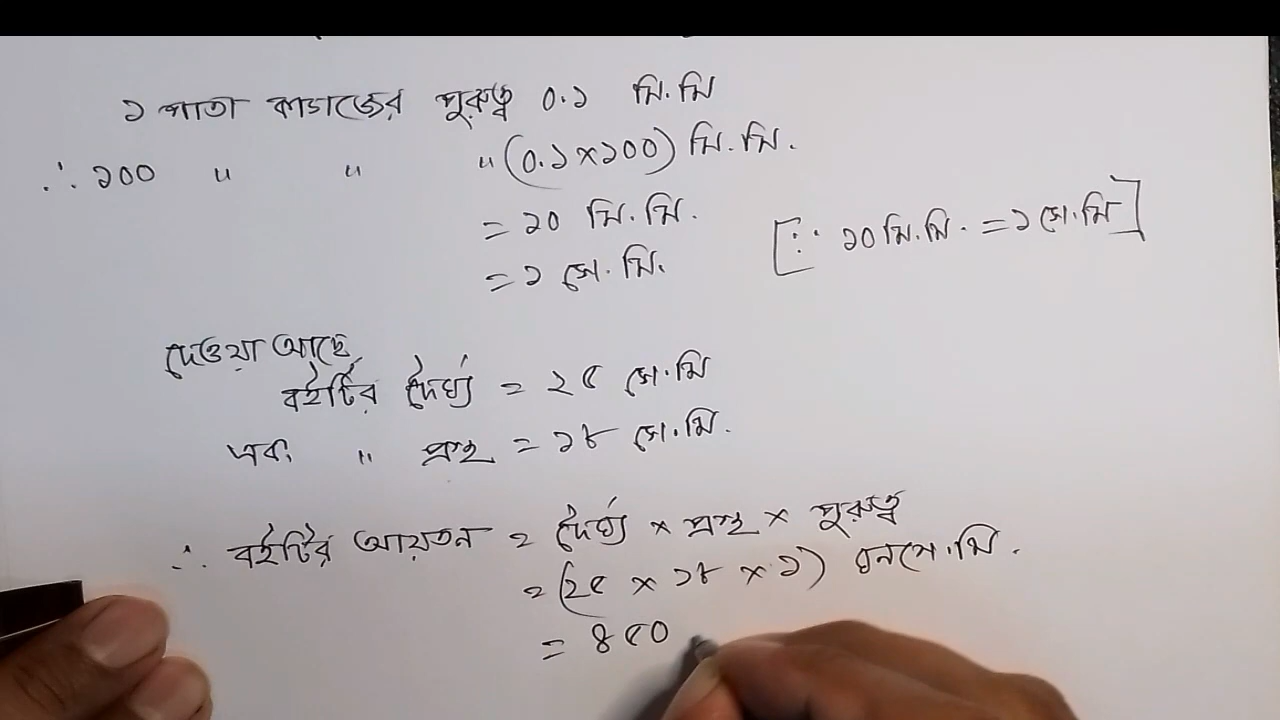 ১ পাতা কাগজের পুরুত্ব ০.১ মি.মি
∴ ১০০ " " " (০.১×১০০) মি.মি.
= ১০ মি.মি.
= ১ সে.মি. [∵ ১০ মি.মি. = ১ সে.মি]
দেওয়া আছে,
বইটির দৈর্ঘ্য = ২৫ সে.মি
এবং " প্রস্থ = ১৮ সে.মি.
∴ বইটির আয়তন = দৈর্ঘ্য × প্রস্থ × পুরুত্ব
= (২৫ × ১৮ × ১) ঘনসে.মি.
= ৪৫০